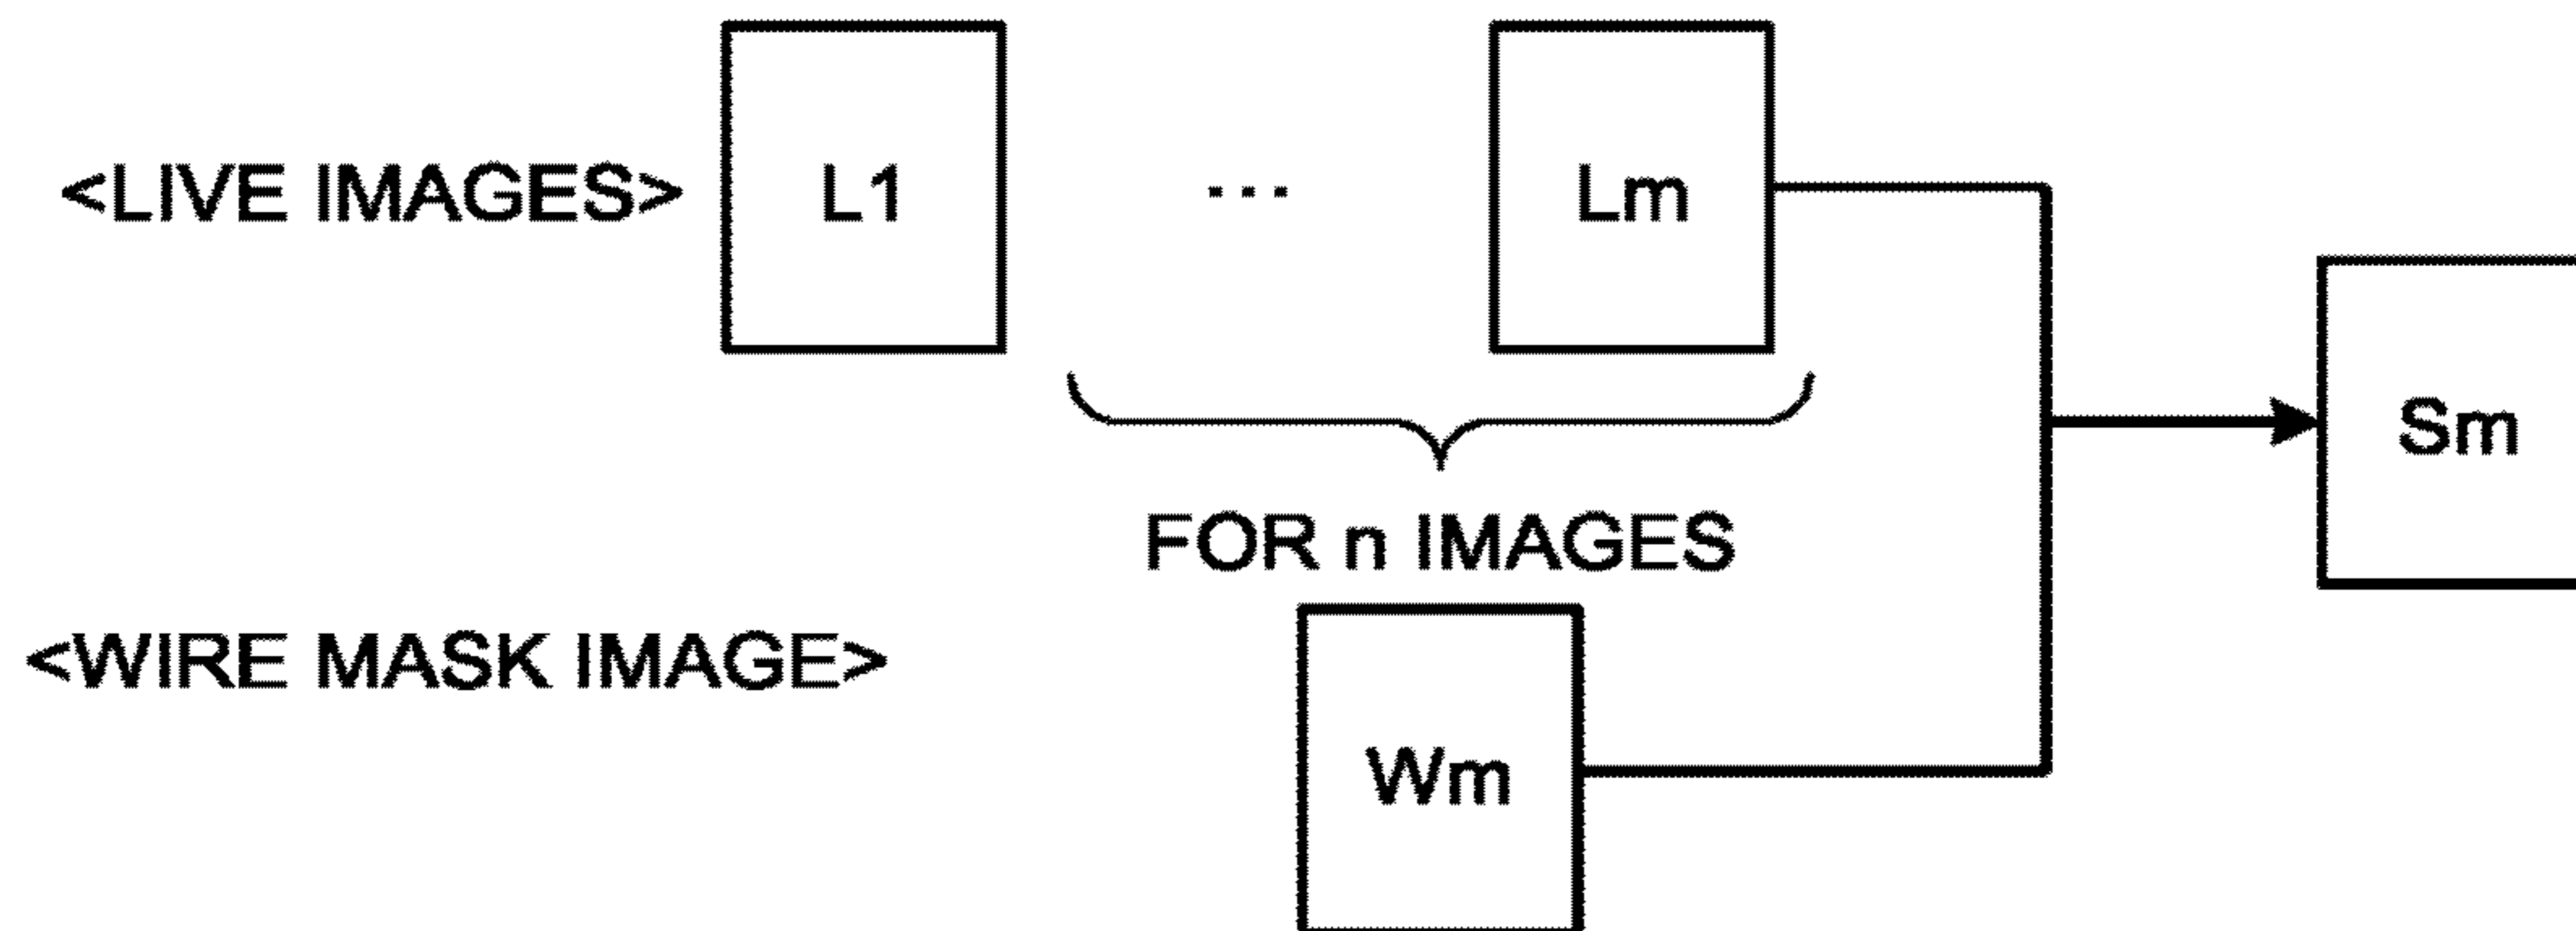 <LIVE IMAGES> L1 ... Lm
Sm
FOR n IMAGES
<WIRE MASK IMAGE>
Wm